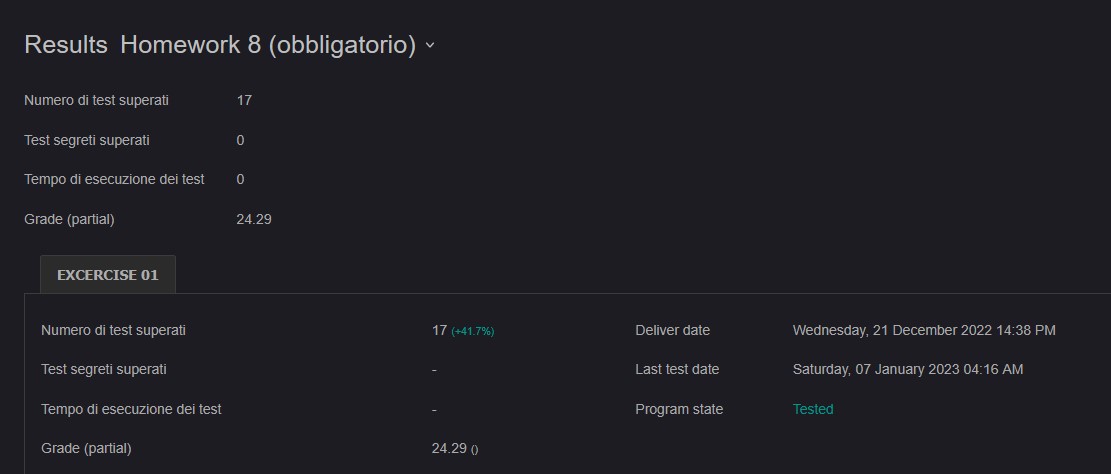 Results Homework 8 (obbligatorio)
Numero di test superati 17
Test segreti superati 0
Tempo di esecuzione dei test 0
Grade (partial) 24.29
EXCERCISE 01
Numero di test superati 17 (+41.7%) Deliver date Wednesday, 21 December 2022 14:38 PM
Test segreti superati - Last test date Saturday, 07 January 2023 04:16 AM
Tempo di esecuzione dei test - Program state Tested
Grade (partial) 24.29 ()